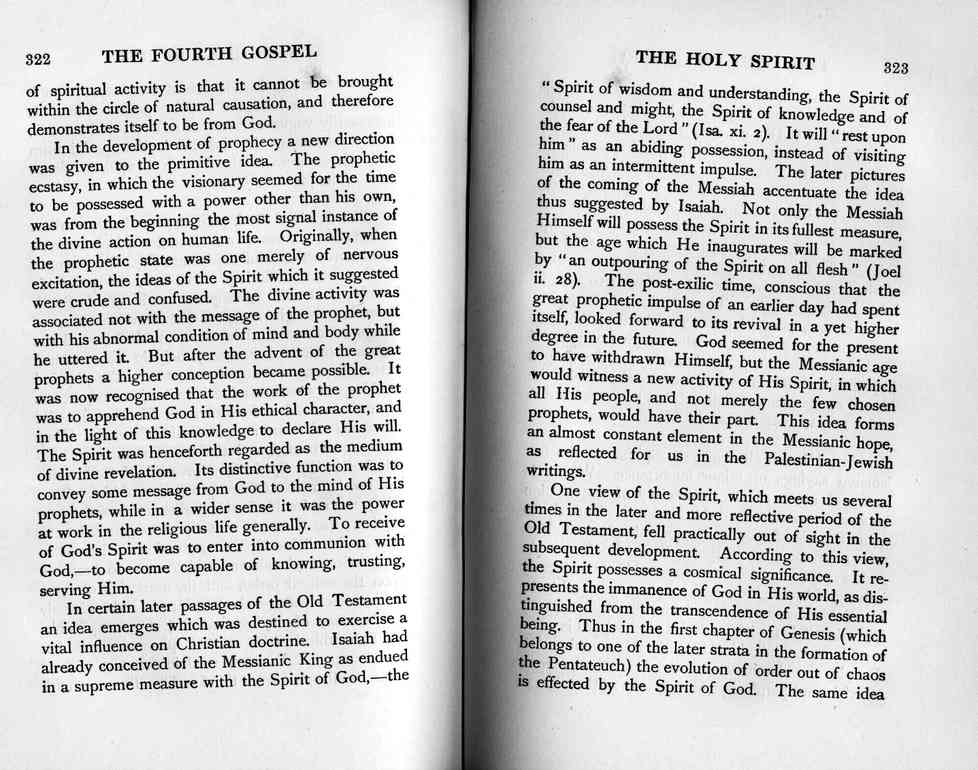 322 THE FOURTH GOSPEL
of spiritual activity is that it cannot be brought
within the circle of natural causation, and therefore
demonstrates itself to be from God.
In the development of prophecy a new direction
was given to the primitive idea. The prophetic
ecstasy, in which the visionary seemed for the time
to be possessed with a power other than his own,
was from the beginning the most signal instance of
the divine action on human life. Originally, when
the prophetic state was one merely of nervous
excitation, the ideas of the Spirit which it suggested
were crude and confused. The divine activity was
associated not with the message of the prophet, but
with his abnormal condition of mind and body while
he uttered it. But after the advent of the great
prophets a higher conception became possible. It
was now recognised that the work of the prophet
was to apprehend God in His ethical character, and
in the light of this knowledge to declare His will.
The Spirit was henceforth regarded as the medium
of divine revelation. Its distinctive function was to
convey some message from God to the mind of His
prophets, while in a wider sense it was the power
at work in the religious life generally. To receive
of God's Spirit was to enter into communion with
God,—to become capable of knowing, trusting,
serving Him.
In certain later passages of the Old Testament
an idea emerges which was destined to exercise a
vital influence on Christian doctrine. Isaiah had
already conceived of the Messianic King as endued
in a supreme measure with the Spirit of God,—the
THE HOLY SPIRIT 323
“Spirit of wisdom and understanding, the Spirit of
counsel and might, the Spirit of knowledge and of
the fear of the Lord” (Isa. xi. 2). It will “rest upon
him” as an abiding possession, instead of visiting
him as an intermittent impulse. The later pictures
of the coming of the Messiah accentuate the idea
thus suggested by Isaiah. Not only the Messiah
Himself will possess the Spirit in its fullest measure,
but the age which He inaugurates will be marked
by “an outpouring of the Spirit on all flesh” (Joel
ii. 28). The post-exilic time, conscious that the
great prophetic impulse of an earlier day had spent
itself, looked forward to its revival in a yet higher
degree in the future. God seemed for the present
to have withdrawn Himself, but the Messianic age
would witness a new activity of His Spirit, in which
all His people, and not merely the few chosen
prophets, would have their part. This idea forms
an almost constant element in the Messianic hope,
as reflected for us in the Palestinian-Jewish
writings.
One view of the Spirit, which meets us several
times in the later and more reflective period of the
Old Testament, fell practically out of sight in the
subsequent development. According to this view,
the Spirit possesses a cosmical significance. It re-
presents the immanence of God in His world, as dis-
tinguished from the transcendence of His essential
being. Thus in the first chapter of Genesis (which
belongs to one of the later strata in the formation of
the Pentateuch) the evolution of order out of chaos
is effected by the Spirit of God. The same idea